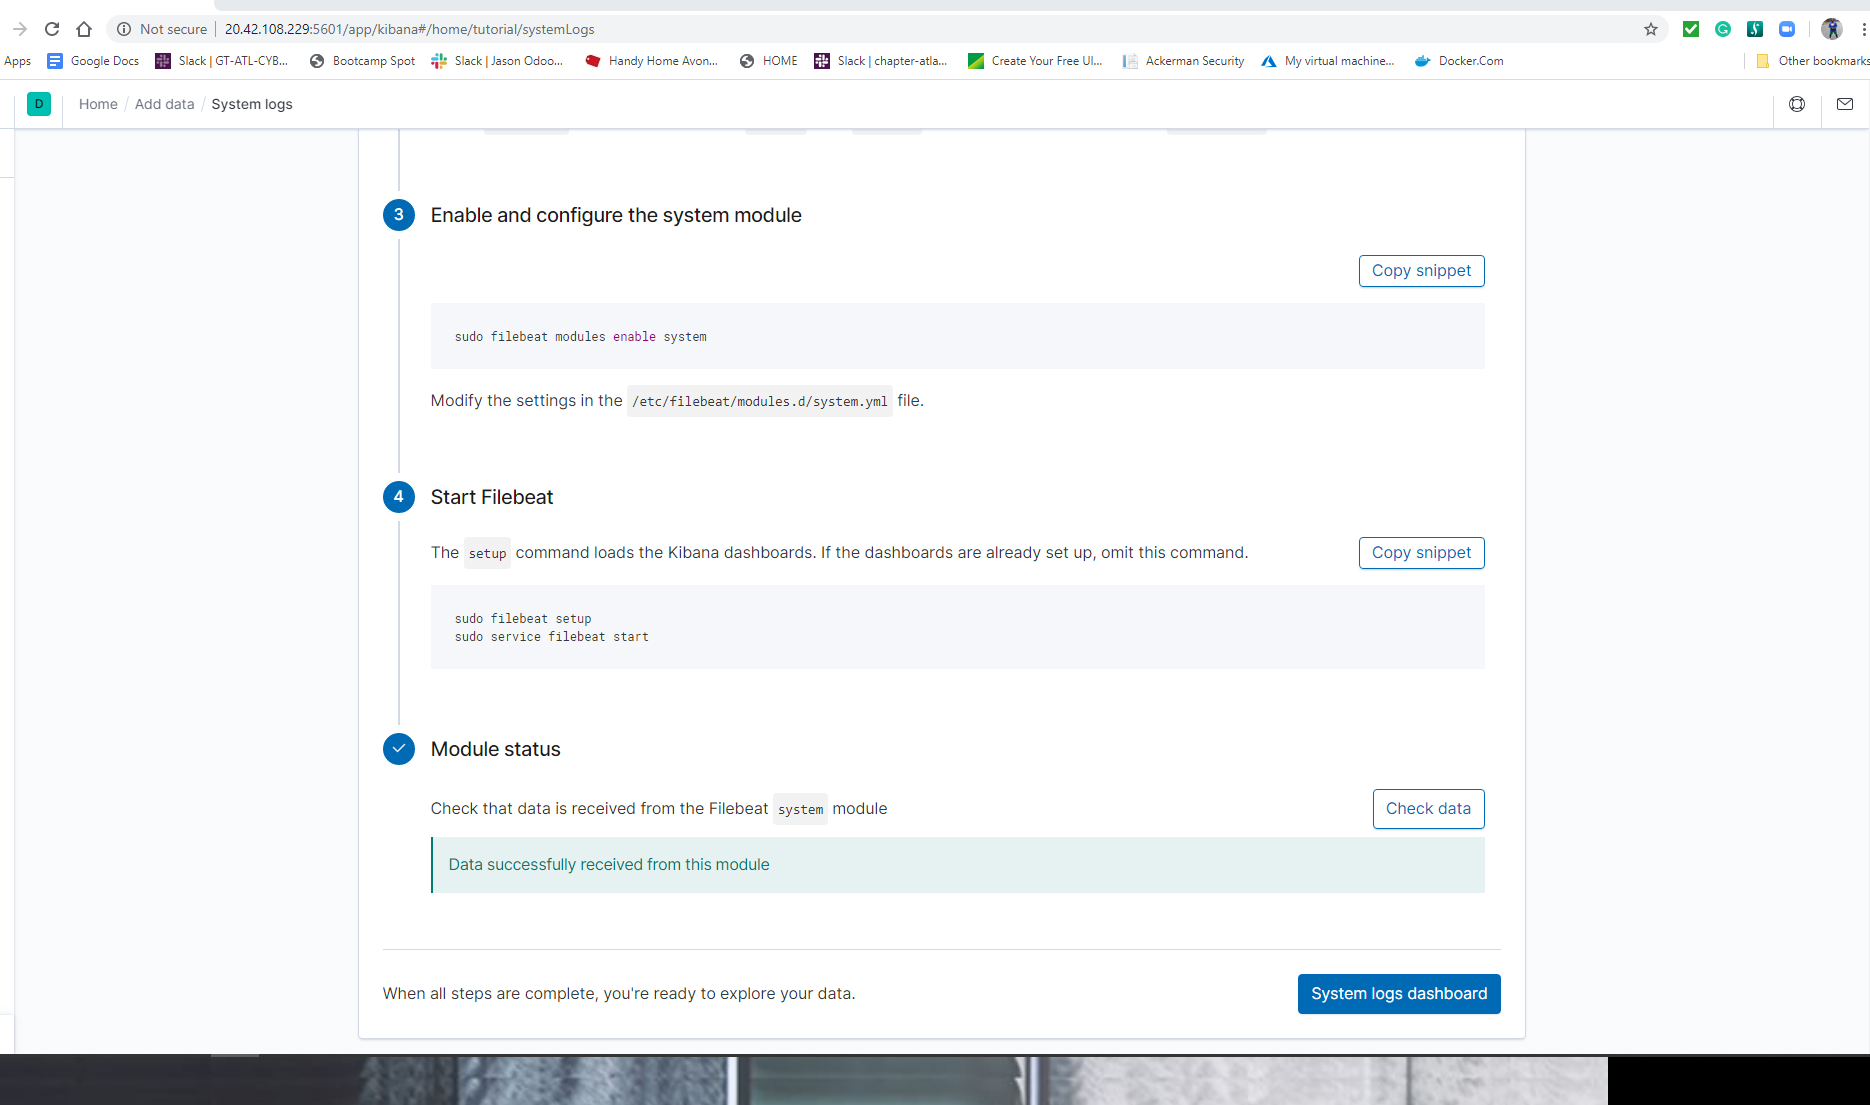 Not secure | 20.42.108.229:5601/app/kibana#/home/tutorial/systemLogs
Apps Google Docs Slack | GT-ATL-CYB... Bootcamp Spot Slack | Jason Odoo... Handy Home Avon... HOME Slack | chapter-atla... Create Your Free UI... Ackerman Security My virtual machine... Docker.Com Other bookmarks
D Home / Add data / System logs
3 Enable and configure the system module
Copy snippet
sudo filebeat modules enable system
Modify the settings in the /etc/filebeat/modules.d/system.yml file.
4 Start Filebeat
The setup command loads the Kibana dashboards. If the dashboards are already set up, omit this command.
Copy snippet
sudo filebeat setup
sudo service filebeat start
Module status
Check that data is received from the Filebeat system module
Check data
Data successfully received from this module
When all steps are complete, you're ready to explore your data.
System logs dashboard